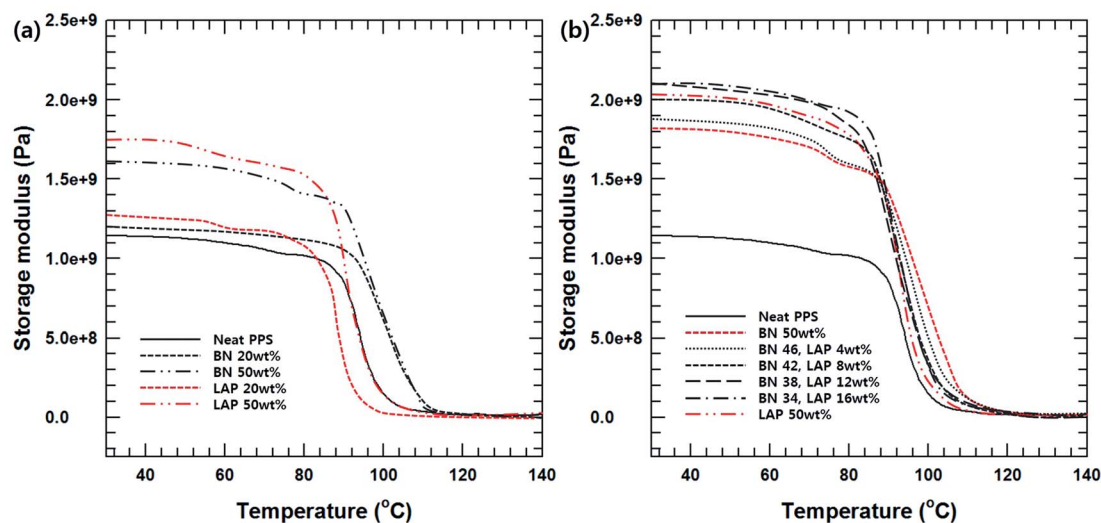 (a)
2.5e+9
2.0e+9
1.5e+9
1.0e+9
5.0e+8
0.0
Storage modulus (Pa)
Neat PPS
BN 20wt%
BN 50wt%
LAP 20wt%
LAP 50wt%
40 60 80 100 120 140
Temperature (°C)
(b)
2.5e+9
2.0e+9
1.5e+9
1.0e+9
5.0e+8
0.0
Storage modulus (Pa)
Neat PPS
BN 50wt%
BN 46, LAP 4wt%
BN 42, LAP 8wt%
BN 38, LAP 12wt%
BN 34, LAP 16wt%
LAP 50wt%
40 60 80 100 120 140
Temperature (°C)